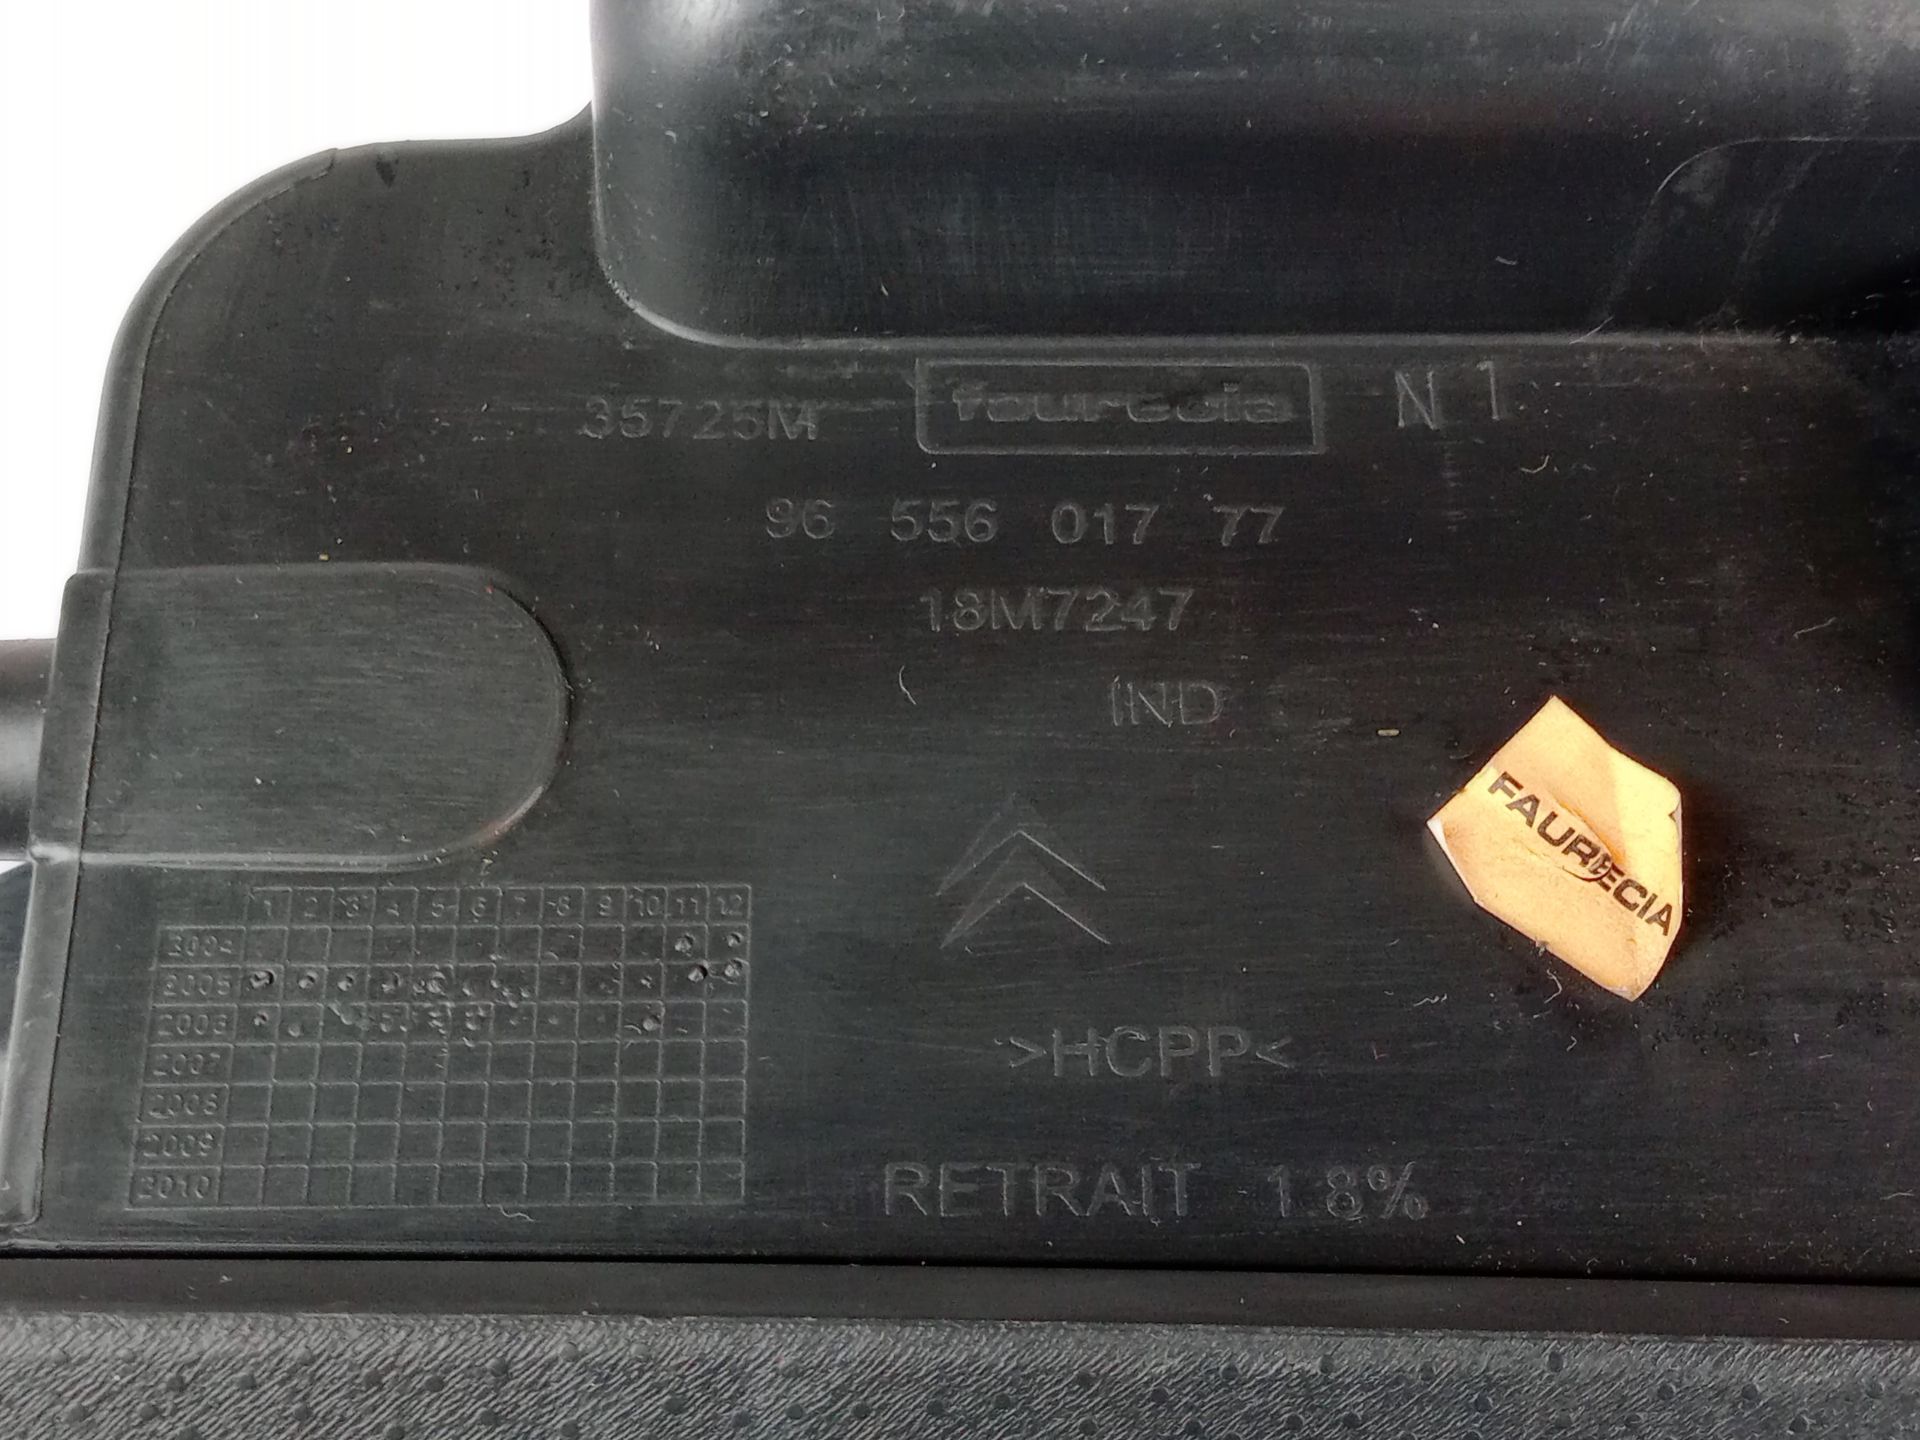 35725M faurecia N 1
96 556 017 77
18M7247
IND
FAURECIA
1 2 3 4 5 6 7 8 9 10 11 12
2004
2005
2006
2007
2008
2009
2010
>HCPP<
RETRAIT 1.8%